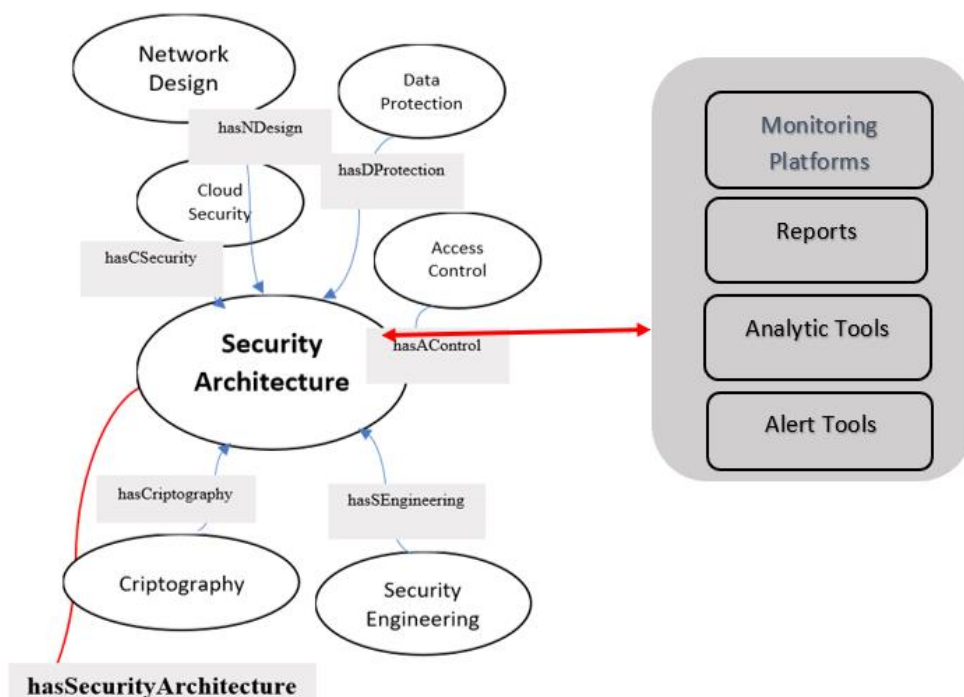 Network
Design
Data
Protection
hasNDesign
hasDProtection
Cloud
Security
Access
Control
hasCSecurity
Security
Architecture
hasAControl
hasCriptography
hasSEngineering
Criptography
Security
Engineering
hasSecurityArchitecture
Monitoring
Platforms
Reports
Analytic Tools
Alert Tools